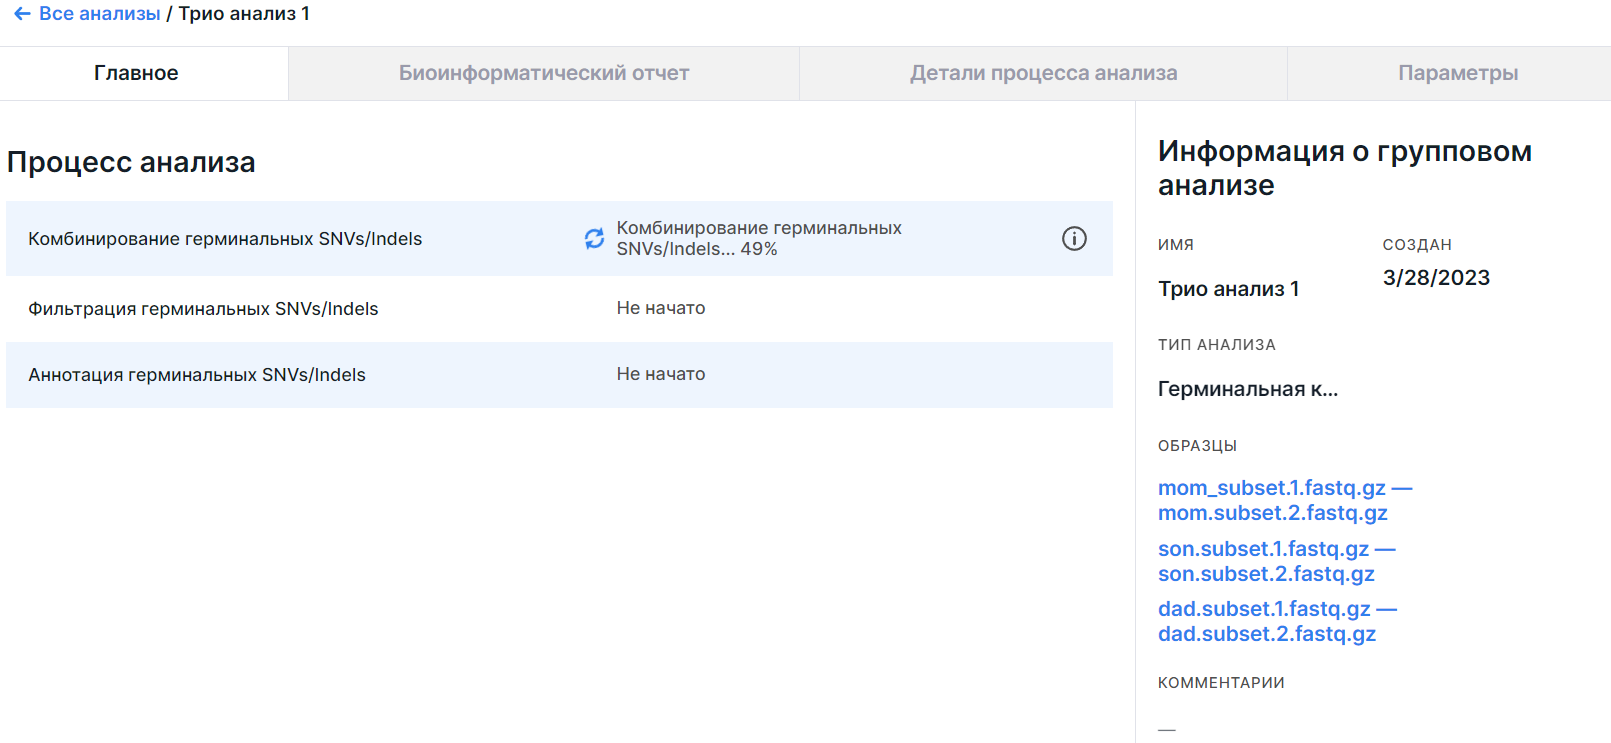 ← Все анализы / Трио анализ 1
Главное
Биоинформатический отчет
Детали процесса анализа
Параметры
Процесс анализа
Комбинирование герминальных SNVs/Indels
Комбинирование герминальных
SNVs/Indels... 49%
Фильтрация герминальных SNVs/Indels
Не начато
Аннотация герминальных SNVs/Indels
Не начато
Информация о групповом
анализе
ИМЯ
Трио анализ 1
СОЗДАН
3/28/2023
ТИП АНАЛИЗА
Герминальная к...
ОБРАЗЦЫ
mom_subset.1.fastq.gz —
mom.subset.2.fastq.gz
son.subset.1.fastq.gz —
son.subset.2.fastq.gz
dad.subset.1.fastq.gz —
dad.subset.2.fastq.gz
КОММЕНТАРИИ
—